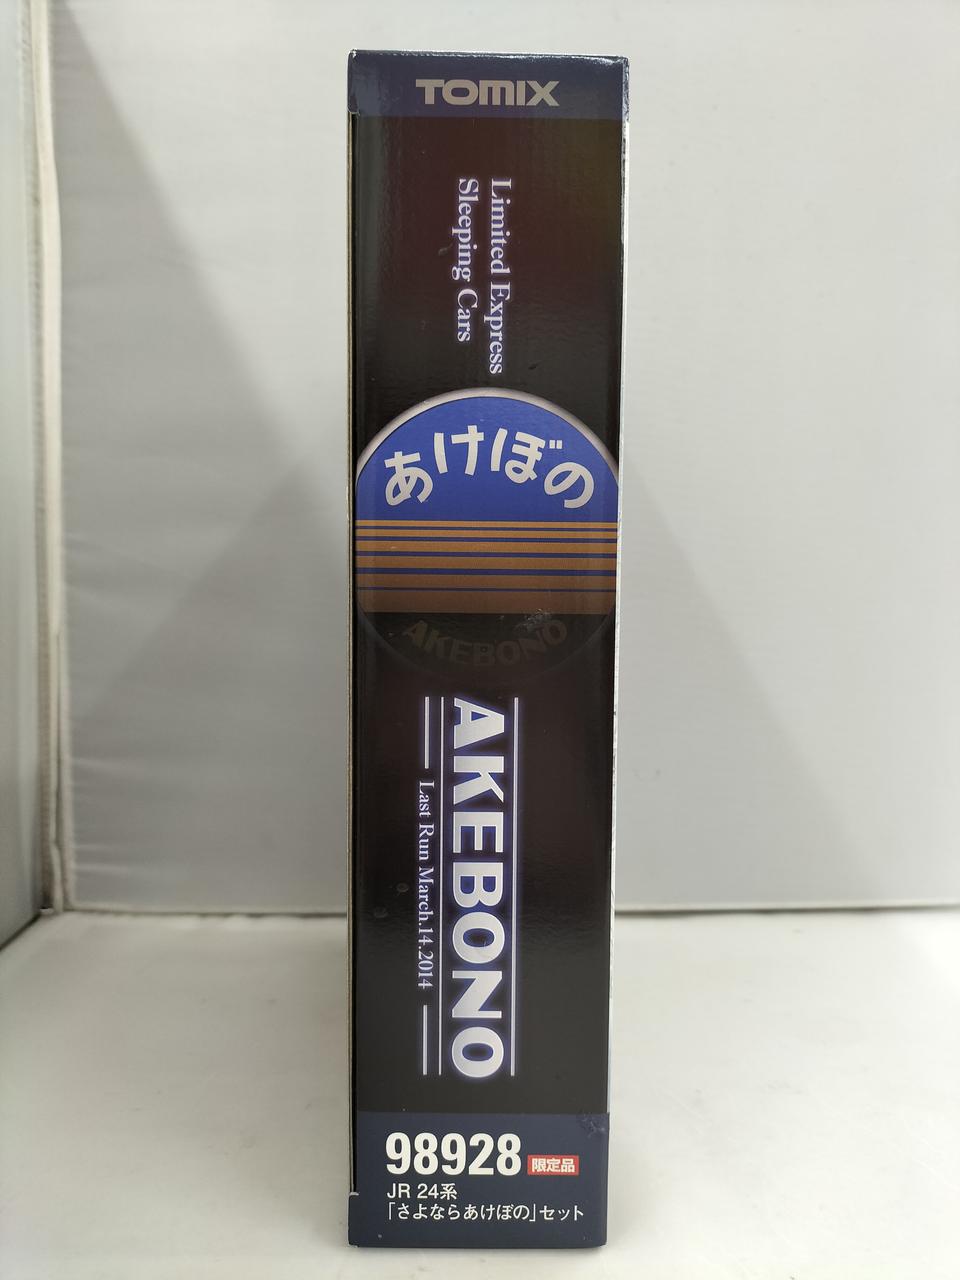 TOMIX
Limited Express
Sleeping Cars
あけぼの
AKEBONO
AKEBONO
Last Run March.14.2014
98928 限定品
JR 24系
「さよならあけぼの」セット